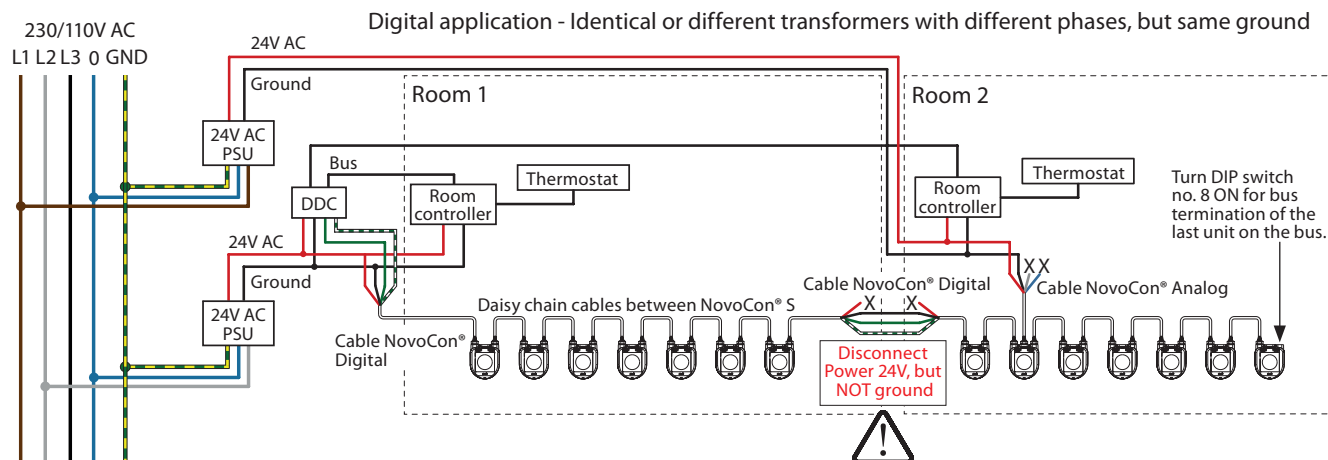 Digital application - Identical or different transformers with different phases, but same ground
230/110V AC
L1 L2 L3 0 GND
24V AC
Ground
24V AC
PSU
Room 1
Room 2
Bus
DDC
Room
controller
Thermostat
Room
controller
Thermostat
Turn DIP switch
no. 8 ON for bus
termination of the
last unit on the bus.
24V AC
Ground
24V AC
PSU
X X
Cable NovoCon® Digital
Cable NovoCon® Analog
X X
Daisy chain cables between NovoCon® S
Cable NovoCon®
Digital
Disconnect
Power 24V, but
NOT ground
!